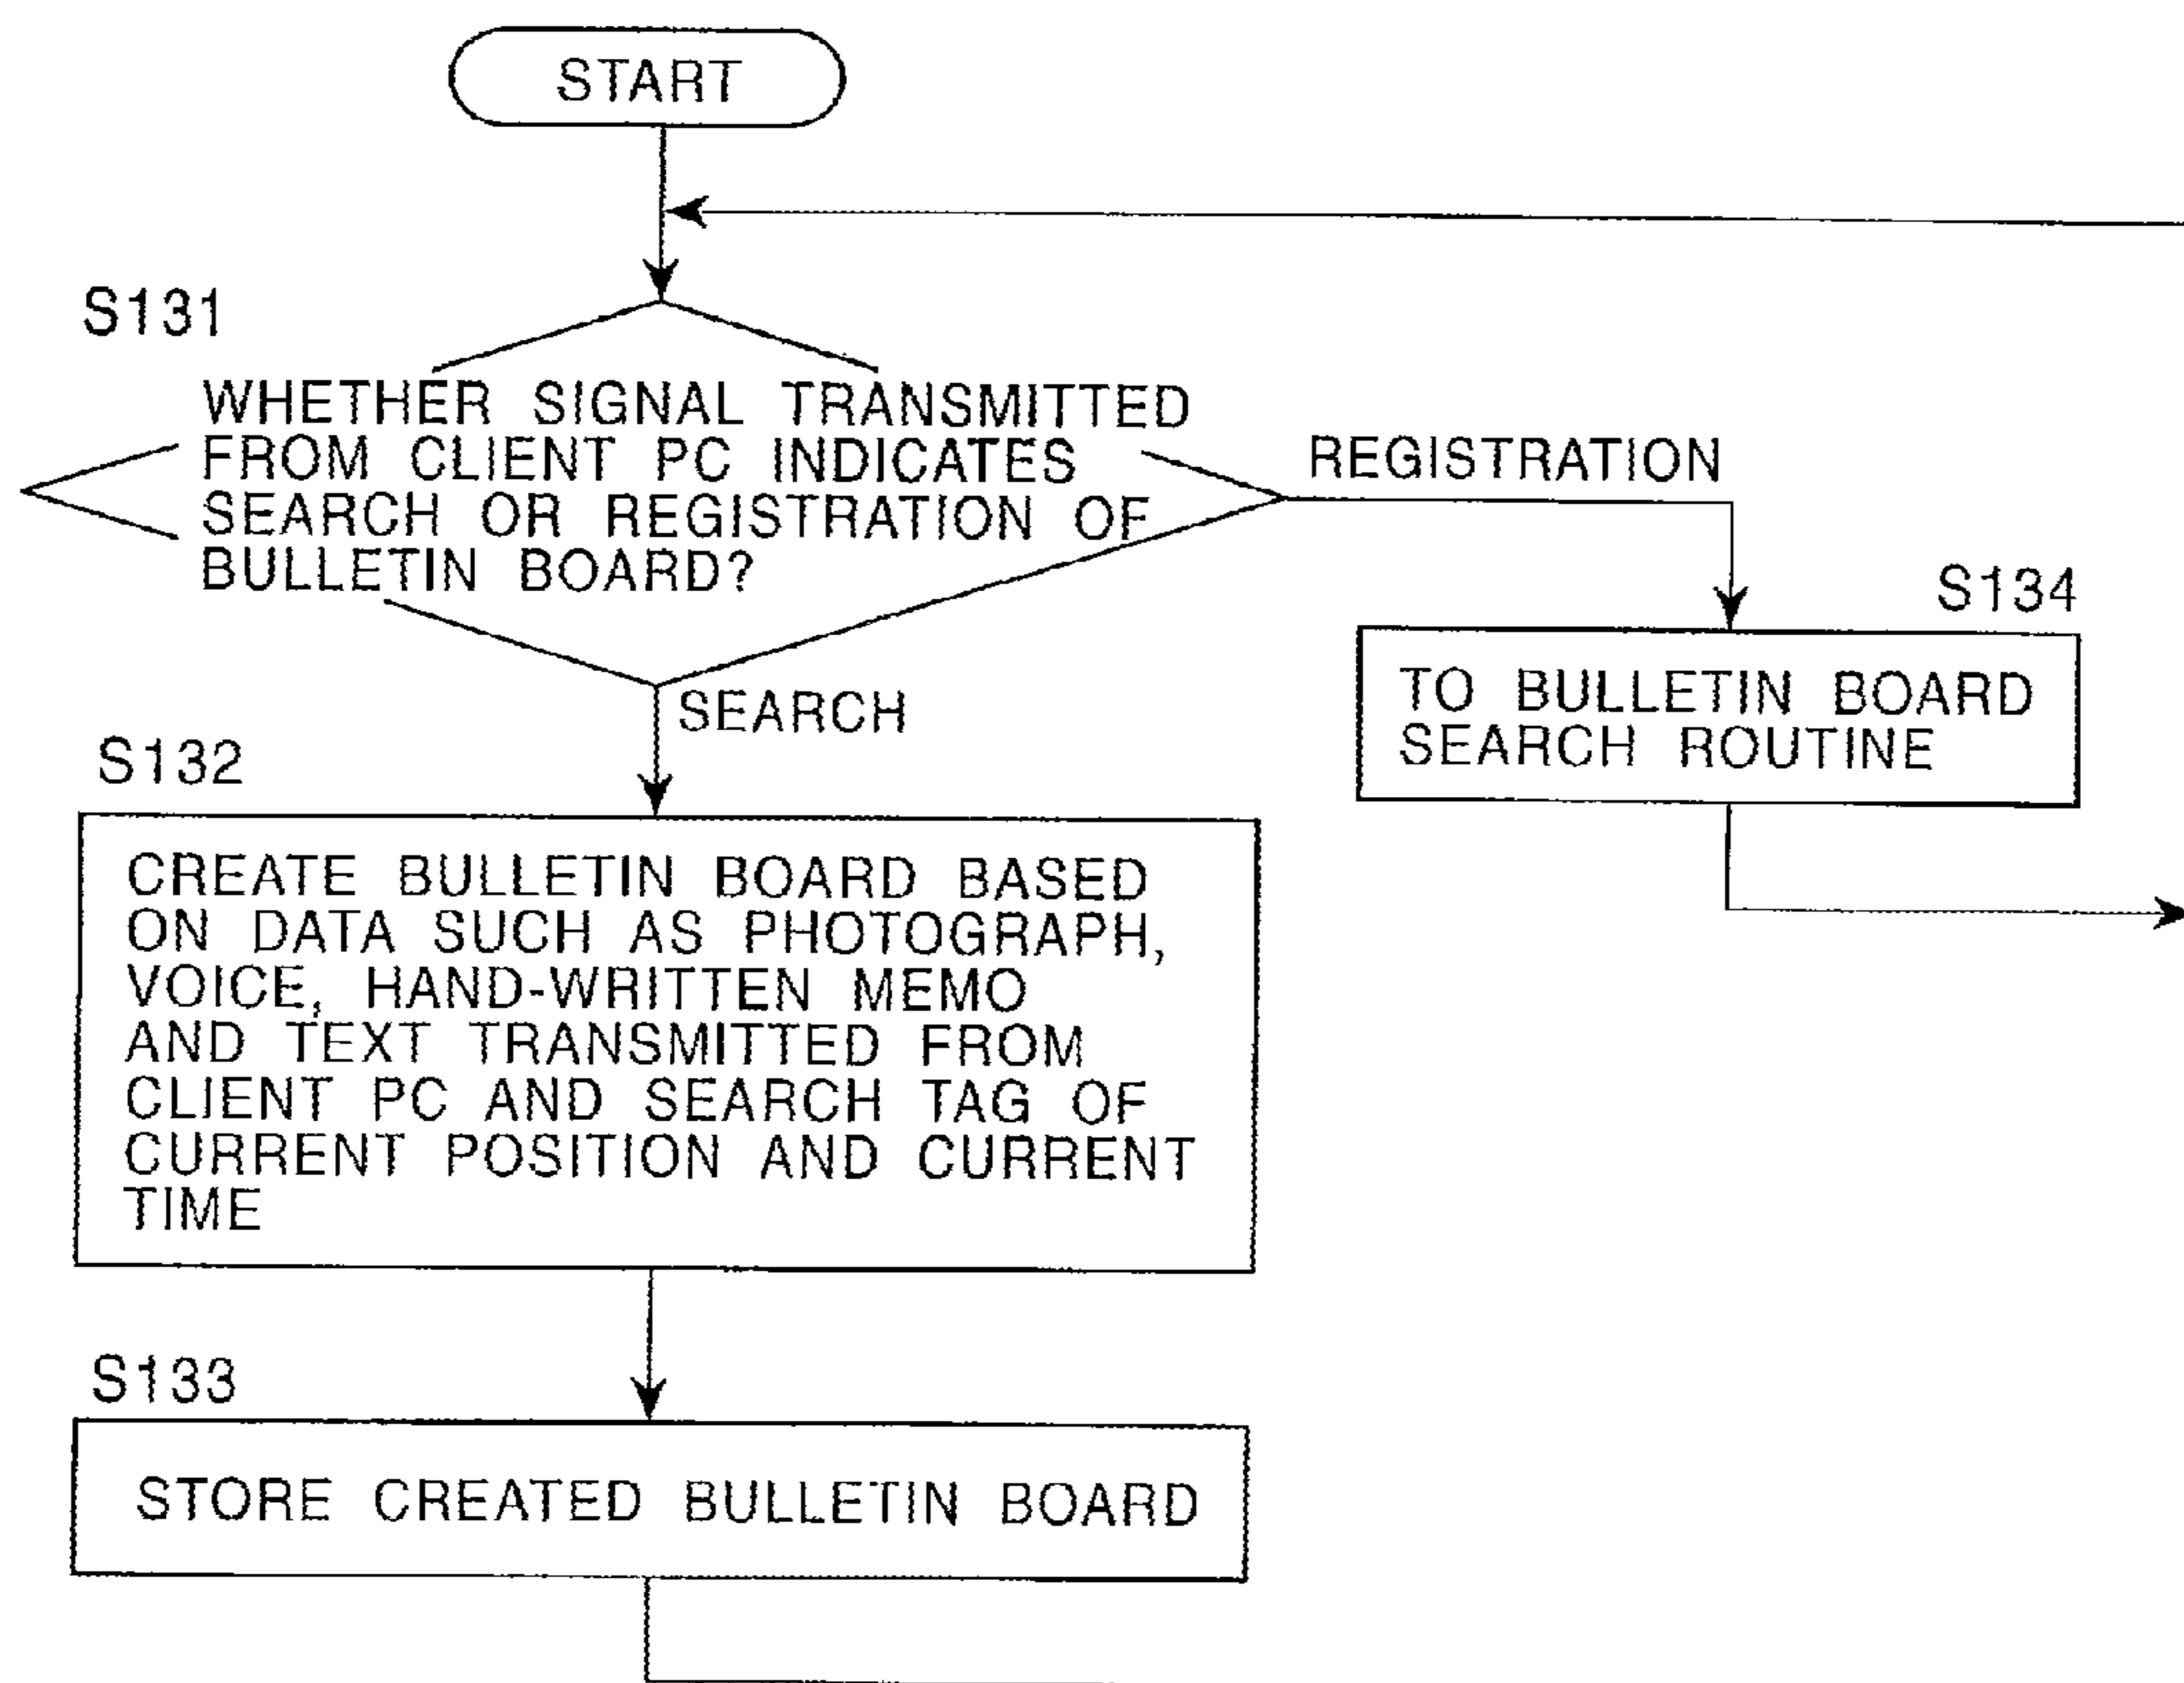 START
S131
WHETHER SIGNAL TRANSMITTED
FROM CLIENT PC INDICATES
SEARCH OR REGISTRATION OF
BULLETIN BOARD?
REGISTRATION
S134
TO BULLETIN BOARD
SEARCH ROUTINE
SEARCH
S132
CREATE BULLETIN BOARD BASED
ON DATA SUCH AS PHOTOGRAPH,
VOICE, HAND-WRITTEN MEMO
AND TEXT TRANSMITTED FROM
CLIENT PC AND SEARCH TAG OF
CURRENT POSITION AND CURRENT
TIME
S133
STORE CREATED BULLETIN BOARD